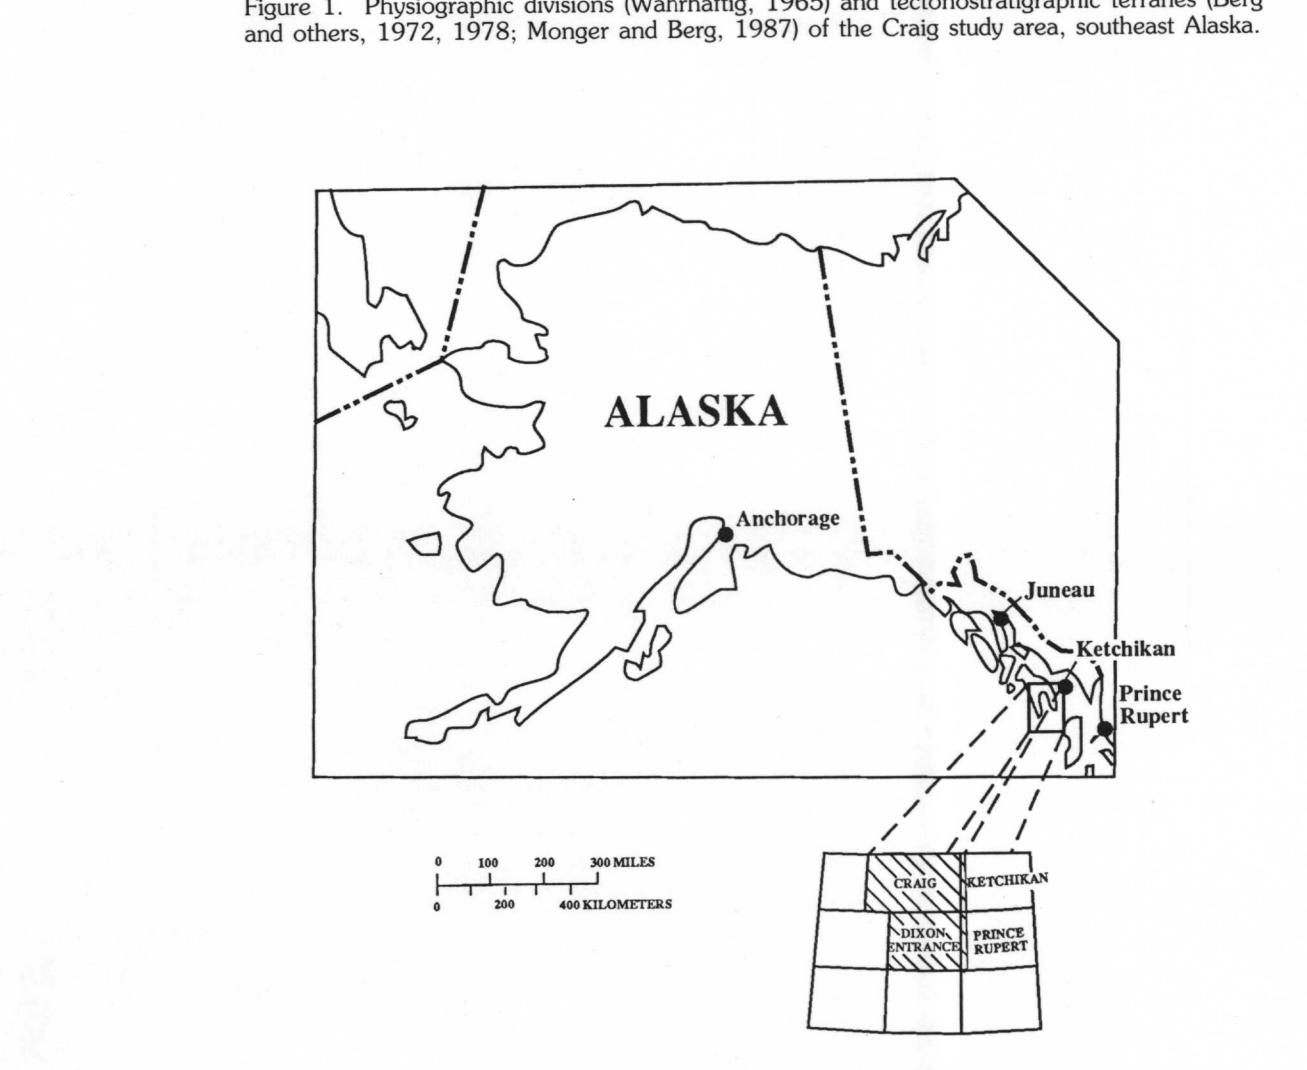 Figure 1. Physiographic divisions (Wahrhaftig, 1965) and tectonostratigraphic terranes (Berg
and others, 1972, 1978; Monger and Berg, 1987) of the Craig study area, southeast Alaska.
ALASKA
Anchorage
Juneau
Ketchikan
Prince
Rupert
0 100 200 300 MILES
0 200 400 KILOMETERS
CRAIG
KETCHIKAN
DIXON
ENTRANCE
PRINCE
RUPERT